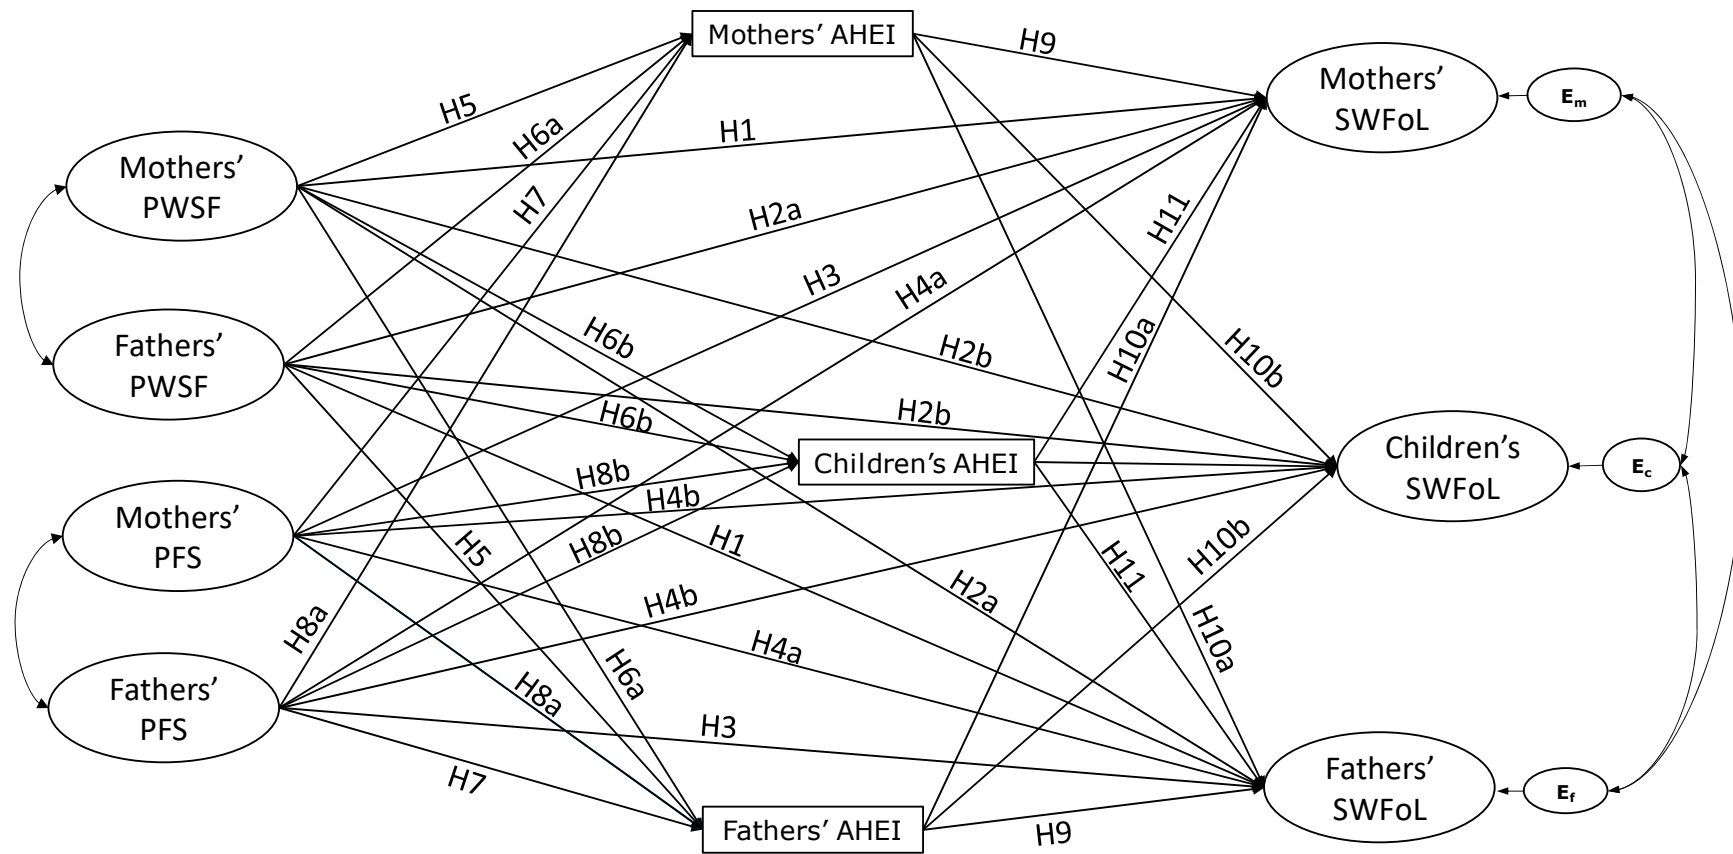 Mothers’ AHEI
H9
Mothers’
SWFoL
Em
H5
H6a
H1
Mothers’
PWSF
H7
H2a
H11
H3
H4a
H6b
H2b
H10a
H10b
Fathers’
PWSF
H6b
H2b
Children’s AHEI
Children’s
SWFoL
Ec
H8b
H4b
Mothers’
PFS
H5
H8b
H1
H11
H10b
H8a
H4b
H2a
H4a
H10a
H6a
H8a
Fathers’
PFS
H3
H7
Fathers’ AHEI
H9
Fathers’
SWFoL
Ef